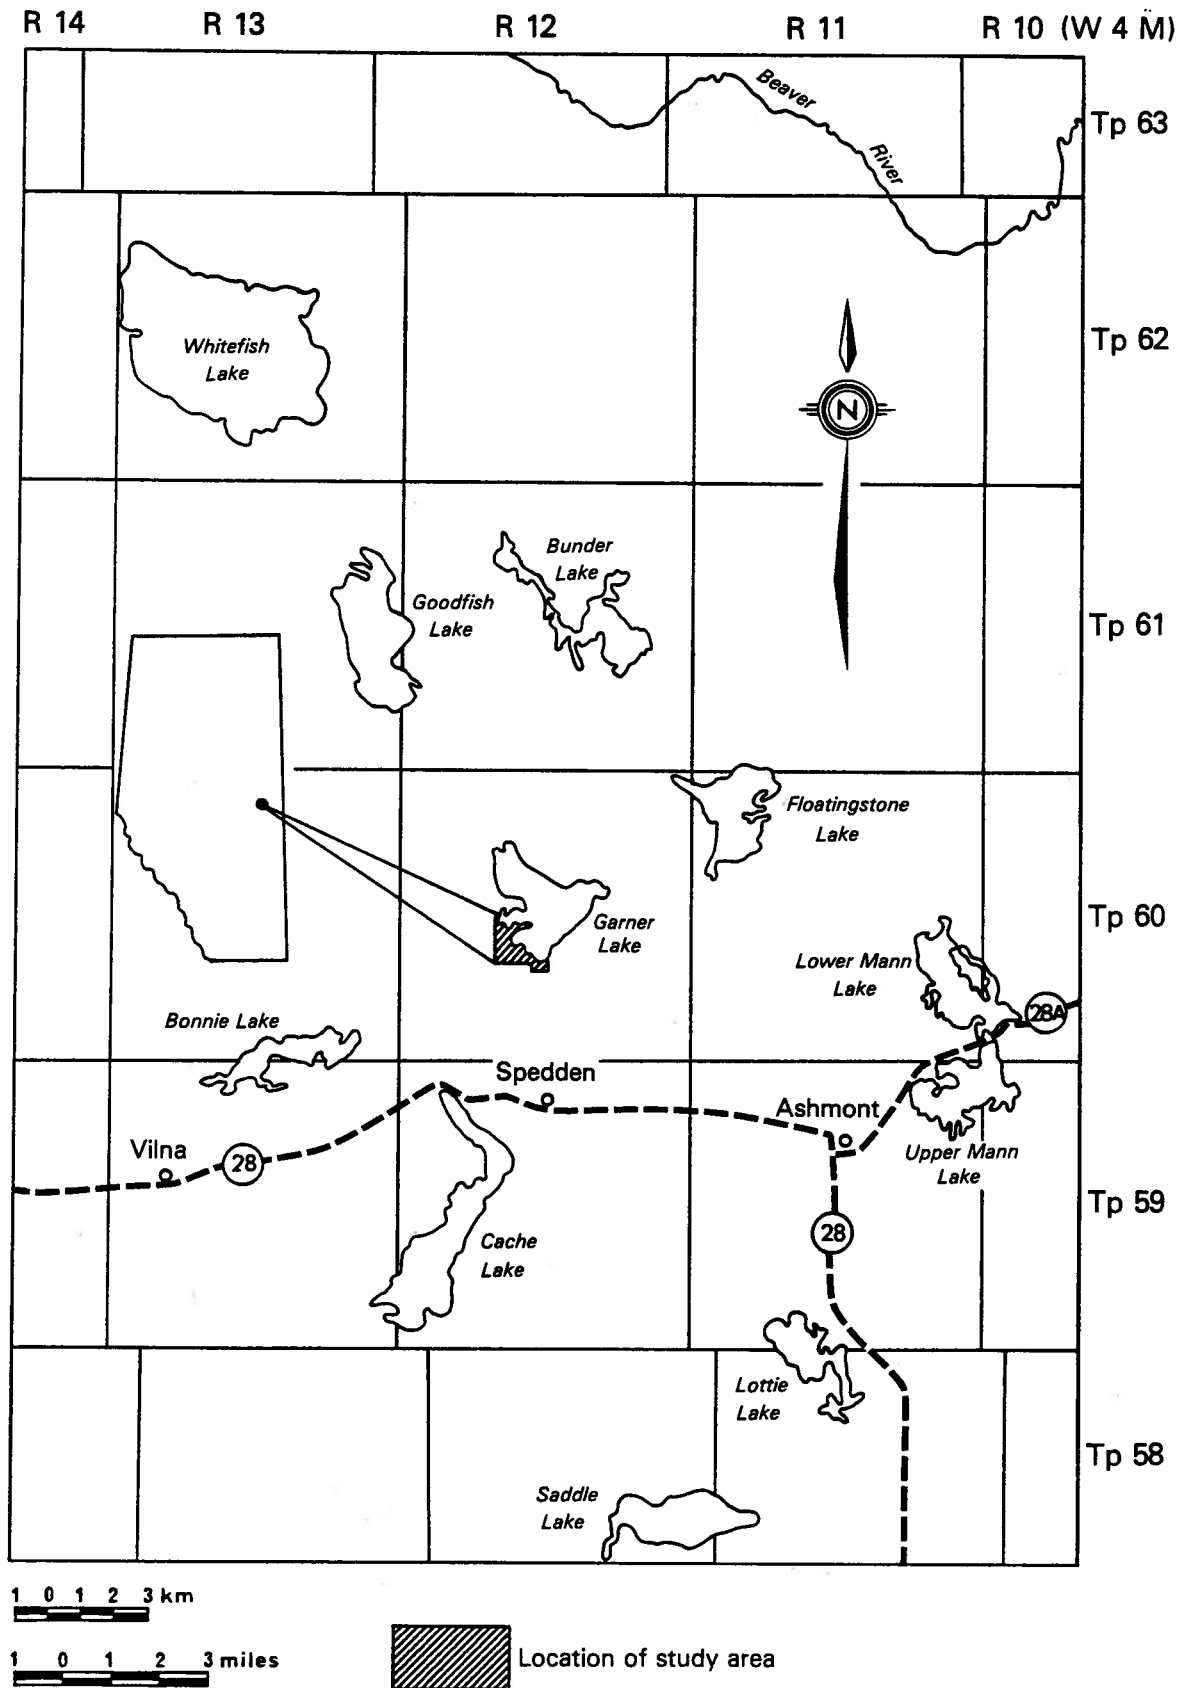 R 14 R 13 R 12 R 11 R 10 (W 4 M)
Beaver
River
Tp 63
Whitefish
Lake
Tp 62
N
Bunder
Lake
Goodfish
Lake
Tp 61
Floatingstone
Lake
Garner
Lake
Tp 60
Lower Mann
Lake
28A
Bonnie Lake
Spedden
Ashmont
Vilna
28
Upper Mann
Lake
Tp 59
28
Cache
Lake
Lottie
Lake
Tp 58
Saddle
Lake
1 0 1 2 3 km
1 0 1 2 3 miles
Location of study area